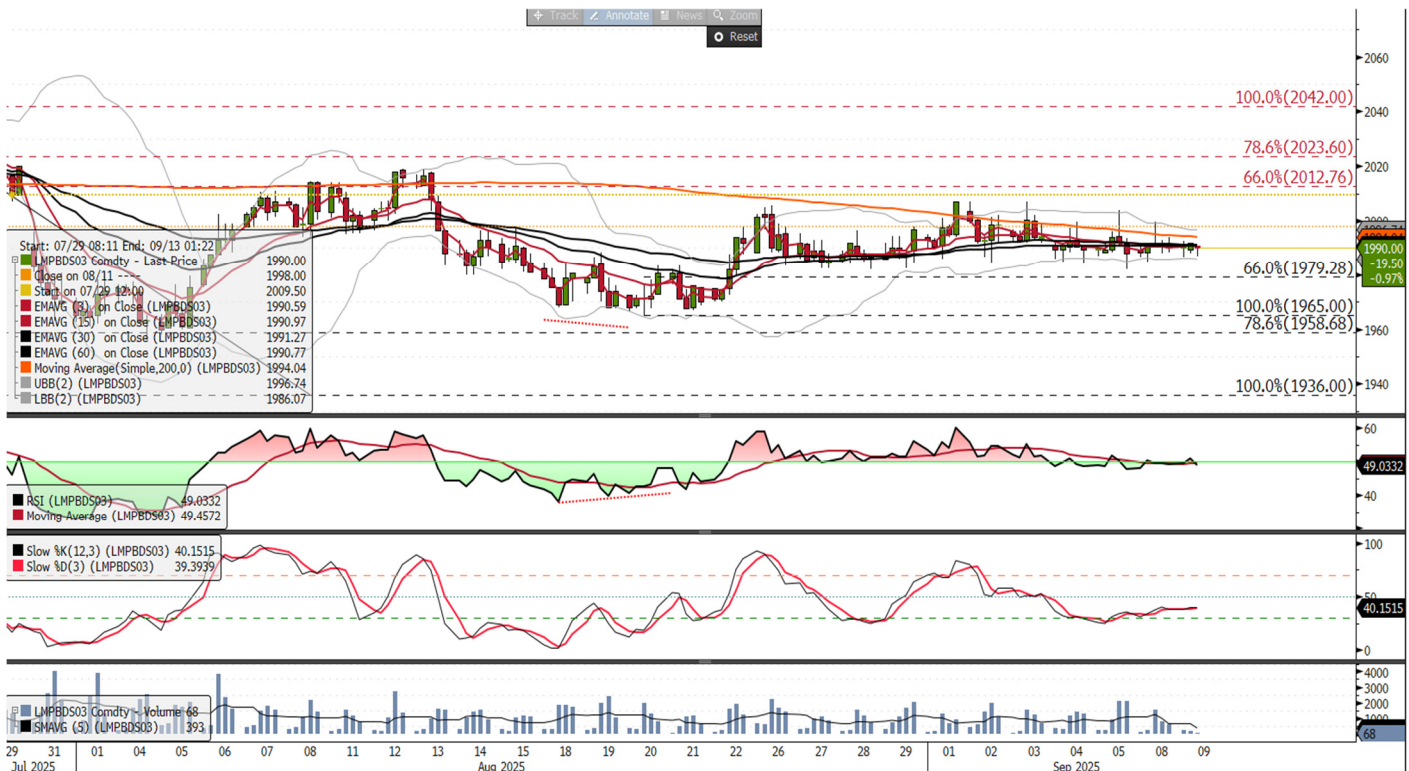 Track Annotate News Zoom
Reset
2060
100.0%(2042.00)
2040
78.6%(2023.60)
2020
66.0%(2012.76)
2000
1990.00
-19.50
-0.97%
66.0%(1979.28)
100.0%(1965.00)
78.6%(1958.68)
1960
100.0%(1936.00)
1940
Start: 07/29 08:11 End: 09/13 01:22
LMPBDS03 Comdty - Last Price 1990.00
Close on 08/11 ---- 1998.00
Start on 07/29 12:00 2009.50
EMAVG (3) on Close (LMPBDS03) 1990.59
EMAVG (15) on Close (LMPBDS03) 1990.97
EMAVG (30) on Close (LMPBDS03) 1991.27
EMAVG (60) on Close (LMPBDS03) 1990.77
Moving Average(Simple,200,0) (LMPBDS03) 1994.04
UBB(2) (LMPBDS03) 1996.74
LBB(2) (LMPBDS03) 1986.07
60
49.0332
40
RSI (LMPBDS03) 49.0332
Moving Average (LMPBDS03) 49.4572
Slow %K(12,3) (LMPBDS03) 40.1515
Slow %D(3) (LMPBDS03) 39.3939
100
50
40.1515
0
LMPBDS03 Comdty - Volume 68
SMAVG (5) (LMPBDS03) 393
4000
3000
2000
1000
68
29 31 01 04 05 06 07 08 11 12 13 14 15 18 19 20 21 22 26 27 28 29 01 02 03 04 05 08 09
Jul 2025 Aug 2025 Sep 2025